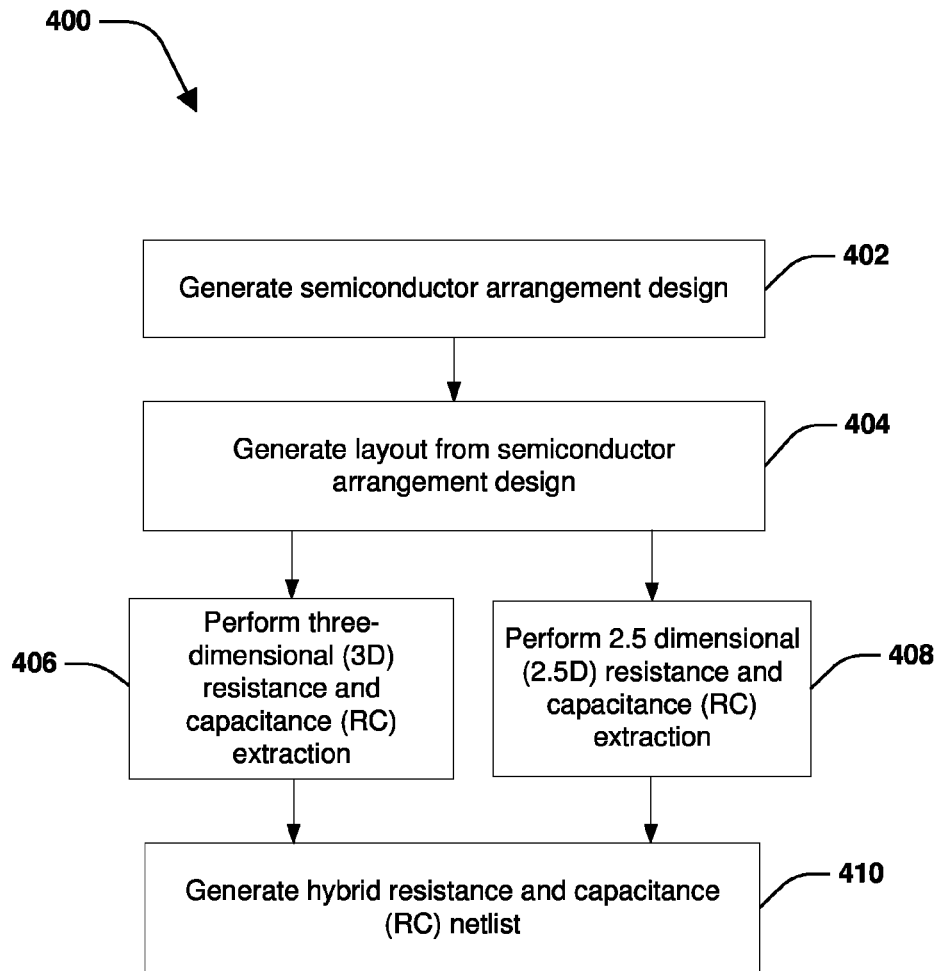 400
402
Generate semiconductor arrangement design
404
Generate layout from semiconductor
arrangement design
406
Perform three-
dimensional (3D)
resistance and
capacitance (RC)
extraction
Perform 2.5 dimensional
(2.5D) resistance and
capacitance (RC)
extraction
408
410
Generate hybrid resistance and capacitance
(RC) netlist